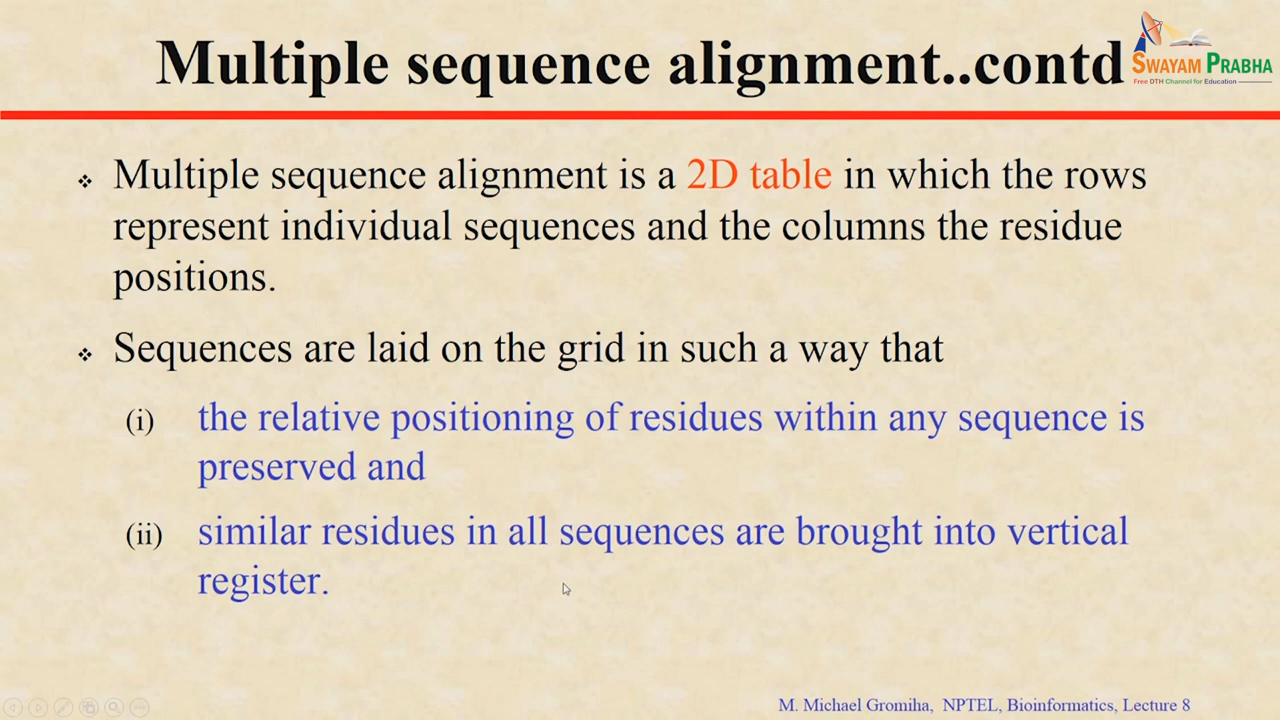 Multiple sequence alignment..contd
SWAYAM PRABHA
Free DTH Channel for Education
❖ Multiple sequence alignment is a 2D table in which the rows
represent individual sequences and the columns the residue
positions.
❖ Sequences are laid on the grid in such a way that
(i) the relative positioning of residues within any sequence is
preserved and
(ii) similar residues in all sequences are brought into vertical
register.
M. Michael Gromiha, NPTEL, Bioinformatics, Lecture 8